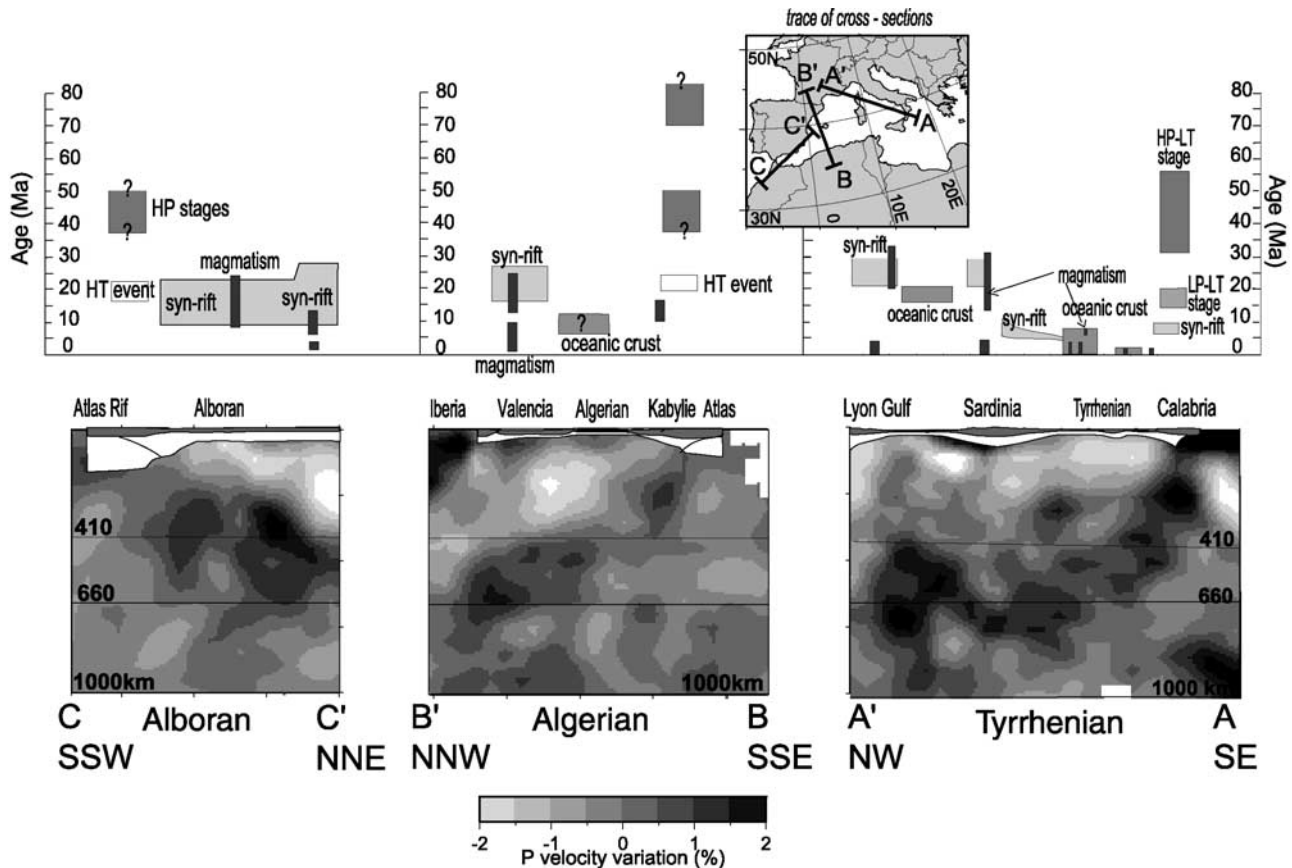 trace of cross - sections
50N
B'
A'
C'
A
C
B
30N
0
10E
20E
Age (Ma)
80
70
60
50
40
30
20
10
0
?
?
HP stages
HT event
magmatism
syn-rift
syn-rift
80
70
60
50
40
30
20
10
0
?
?
?
syn-rift
HT event
?
oceanic crust
magmatism
syn-rift
magmatism
oceanic crust
oceanic crust
syn-rift
HP-LT
stage
LP-LT
stage
syn-rift
80
70
60
50
40
30
20
10
0
Age (Ma)
Atlas Rif
Alboran
Iberia
Valencia
Algerian
Kabylie
Atlas
Lyon Gulf
Sardinia
Tyrrhenian
Calabria
410
660
1000km
1000km
410
660
1000 km
C
Alboran
C'
SSW
NNE
B'
Algerian
B
NNW
SSE
A'
Tyrrhenian
A
NW
SE
-2
-1
0
1
2
P velocity variation (%)